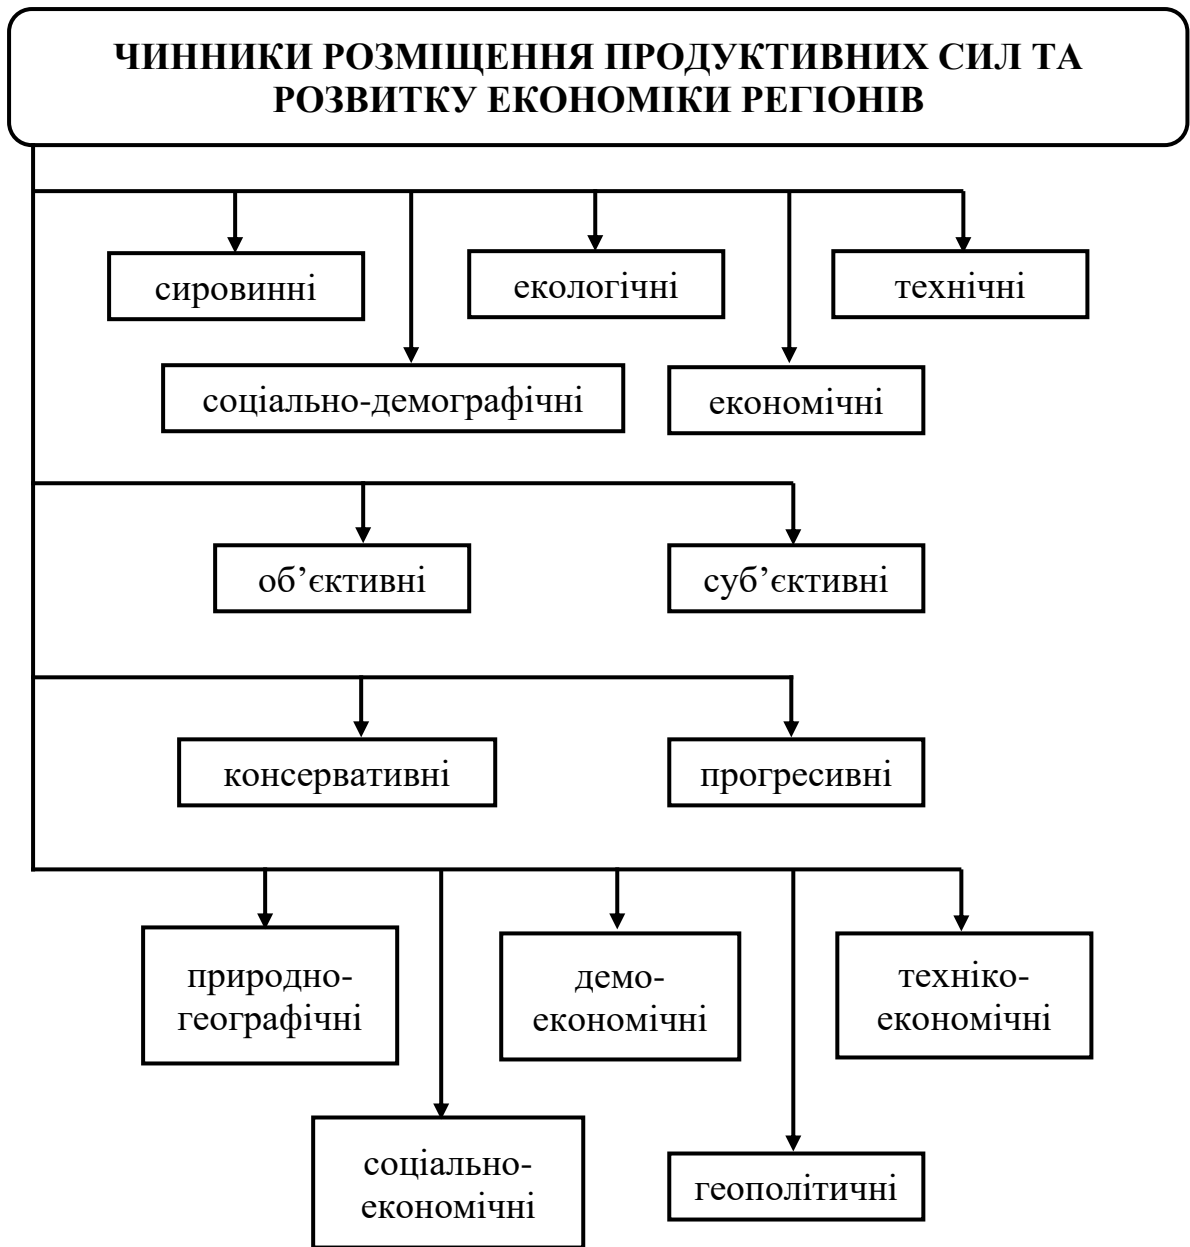 ЧИННИКИ РОЗМІЩЕННЯ ПРОДУКТИВНИХ СИЛ ТА
РОЗВИТКУ ЕКОНОМІКИ РЕГІОНІВ
сировинні
екологічні
технічні
соціально-демографічні
економічні
об’єктивні
суб’єктивні
консервативні
прогресивні
природно-
географічні
демо-
економічні
техніко-
економічні
соціально-
економічні
геополітичні